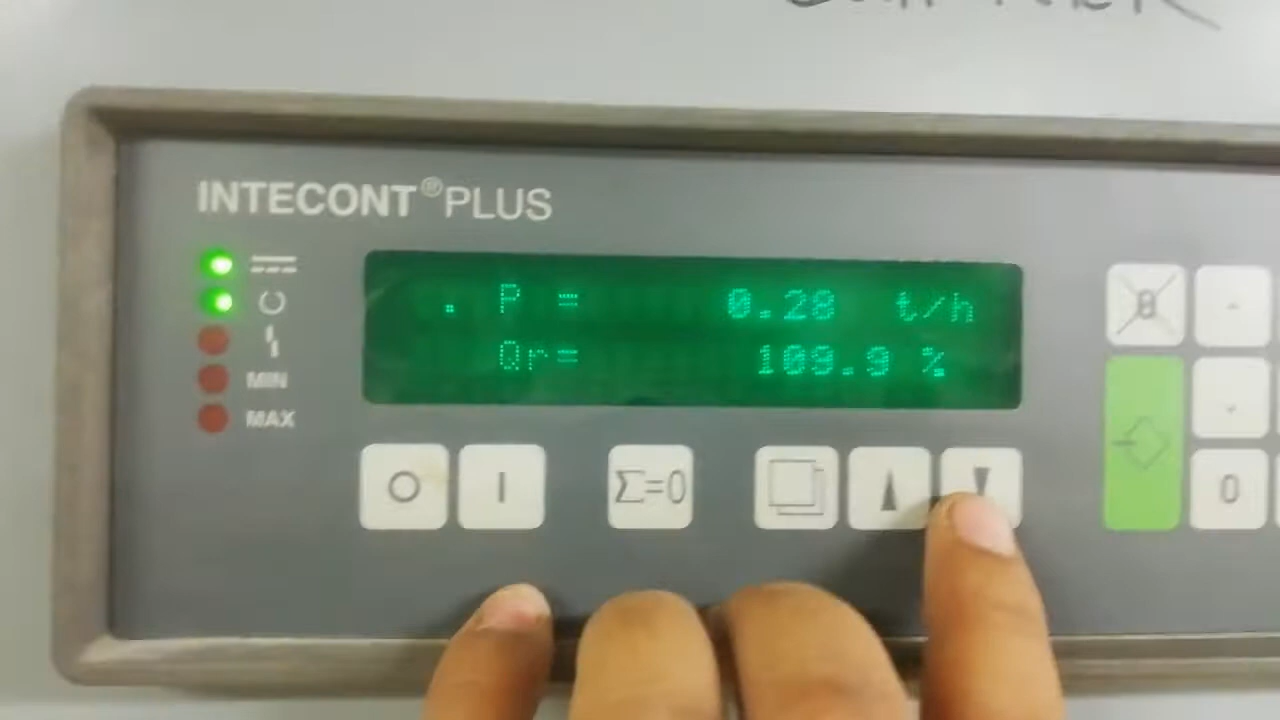 INTECONT®PLUS
. P = 0.28 t/h
Qr= 109.9 %
MIN
MAX
O I Σ=0
0